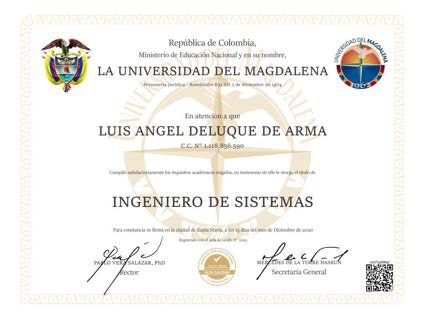 República de Colombia,
Ministerio de Educación Nacional y en su nombre,
LA UNIVERSIDAD DEL MAGDALENA
Personería Jurídica - Resolución 831 del 3 de diciembre de 1974
UNIVERSIDAD DEL MAGDALENA
En atención a que
LUIS ANGEL DELUQUE DE ARMA
C.C. N° 1,118,856,590
Cumplió satisfactoriamente los requisitos académicos exigidos, en testimonio de ello le otorga el título de
INGENIERO DE SISTEMAS
Para constancia se firma en la ciudad de Santa Marta, a los 15 días del mes de Diciembre de 2020
Registrado con el acta de Grado N°
PABLO VERA SALAZAR, PhD
Rector
MERCEDES DE LA TORRE HASBUN
Secretaria General